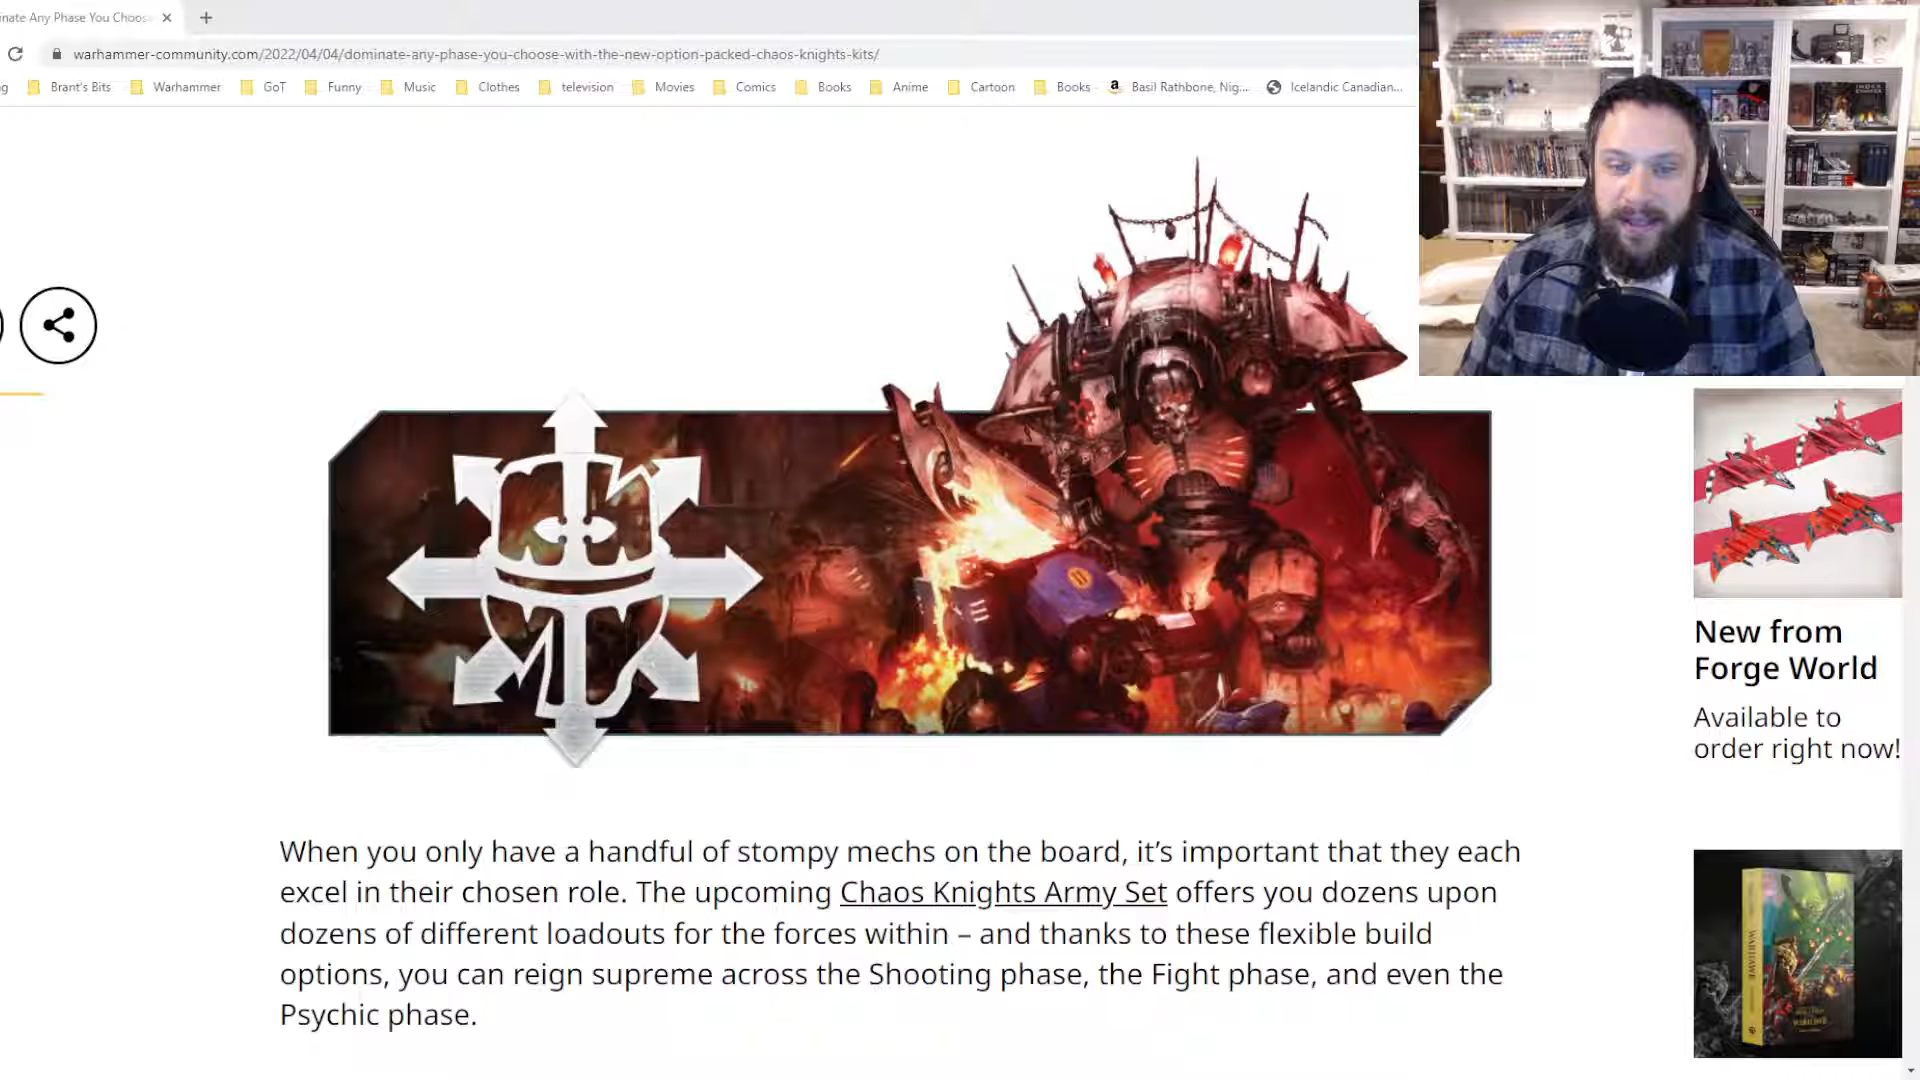 nate Any Phase You Choos
warhammer-community.com/2022/04/04/dominate-any-phase-you-choose-with-the-new-option-packed-chaos-knights-kits/
g Brant's Bits Warhammer GoT Funny Music Clothes television Movies Comics Books Anime Cartoon Books Basil Rathbone, Nig... Icelandic Canadian...
When you only have a handful of stompy mechs on the board, it's important that they each
excel in their chosen role. The upcoming Chaos Knights Army Set offers you dozens upon
dozens of different loadouts for the forces within – and thanks to these flexible build
options, you can reign supreme across the Shooting phase, the Fight phase, and even the
Psychic phase.
New from
Forge World
Available to
order right now!
WARHAWK